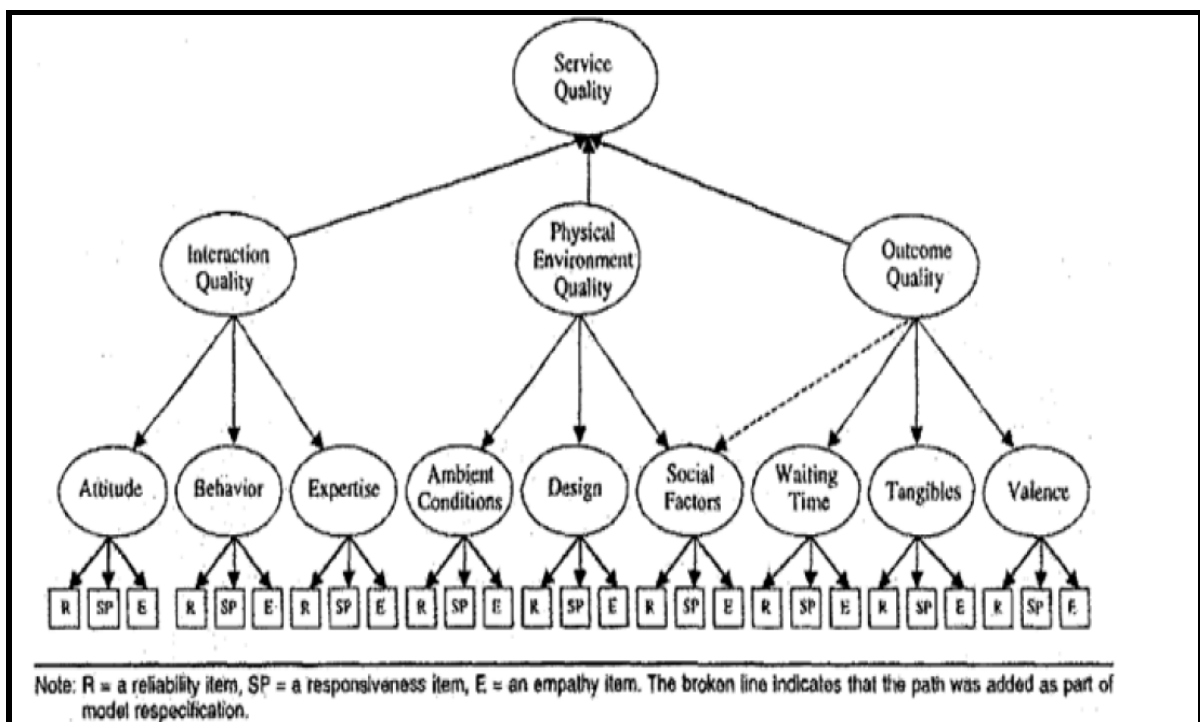 Service
Quality
Interaction
Quality
Physical
Environment
Quality
Outcome
Quality
Attitude
Behavior
Expertise
Ambient
Conditions
Design
Social
Factors
Waiting
Time
Tangibles
Valence
R SP E R SP E R SP E R SP E R SP E R SP E R SP E R SP E R SP E
Note: R = a reliability item, SP = a responsiveness item, E = an empathy item. The broken line indicates that the path was added as part of
model respecification.